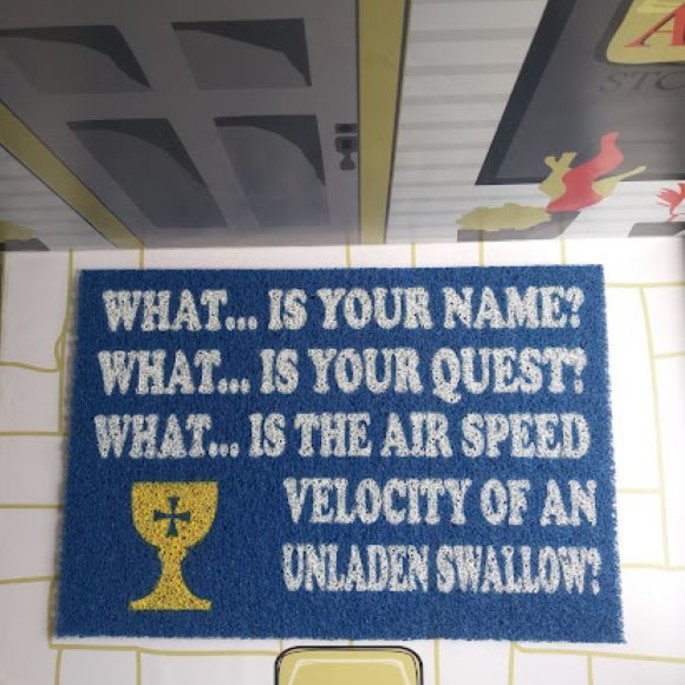 WHAT... IS YOUR NAME?
WHAT... IS YOUR QUEST?
WHAT... IS THE AIR SPEED
VELOCITY OF AN
UNLADEN SWALLOW?